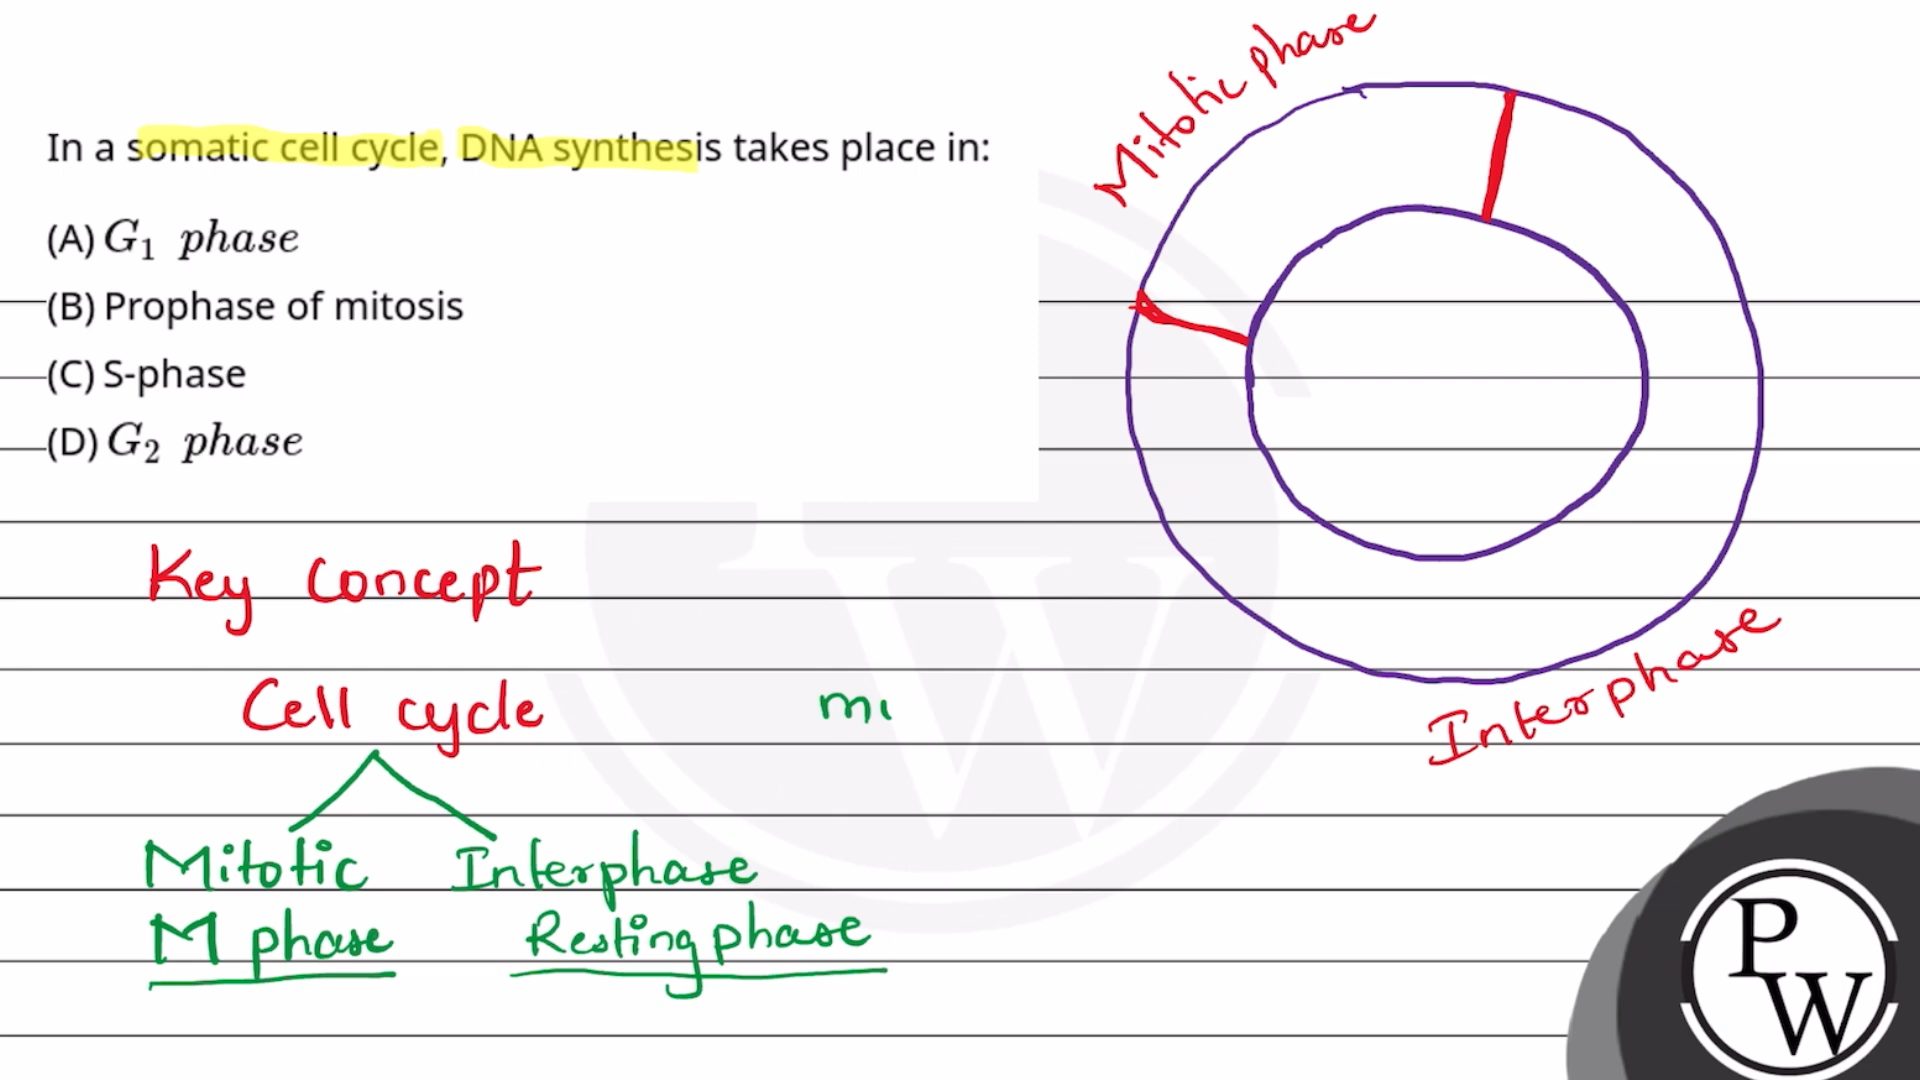 In a somatic cell cycle, DNA synthesis takes place in:
(A) G₁ phase
(B) Prophase of mitosis
(C) S-phase
(D) G₂ phase
Mitotic phase
Interphase
Key concept
Cell cycle
mi
Mitotic Interphase
M phase Resting phase
PW